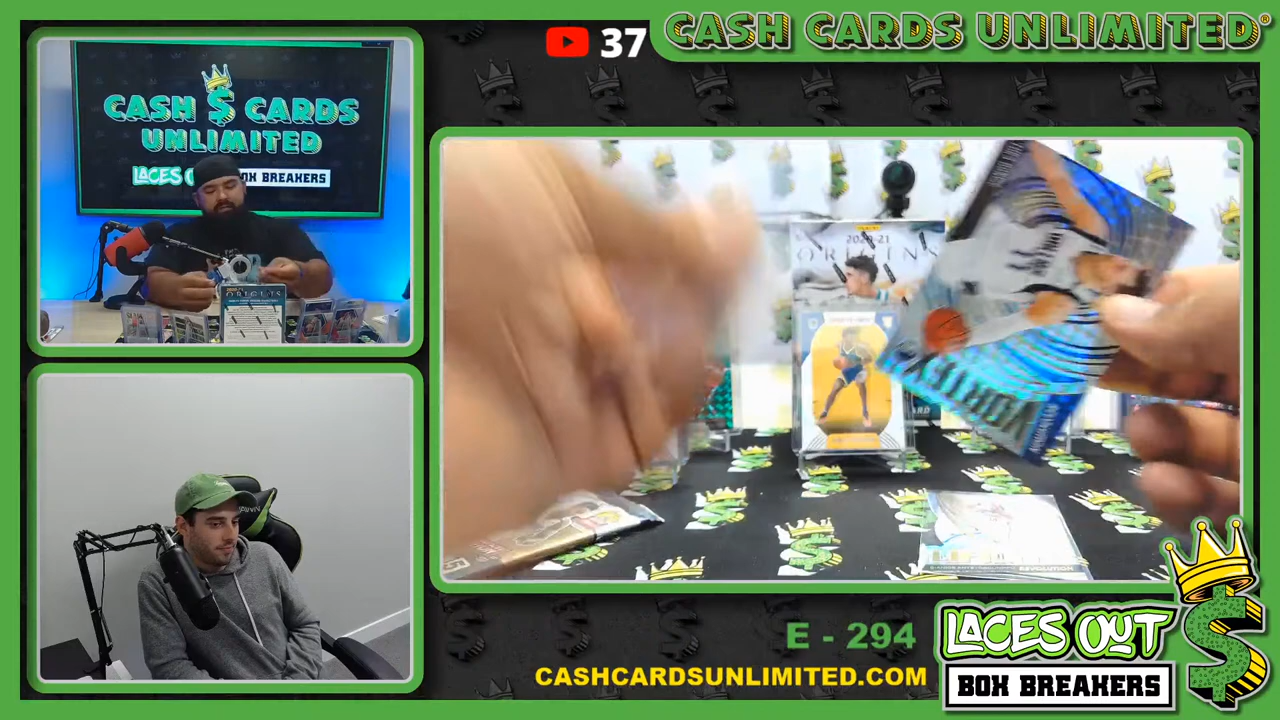 37
CASH CARDS UNLIMITED®
CASH $ CARDS
UNLIMITED
LACES
BOX BREAKERS
ORIGINS
2020-21
ORIGINS
VORTEX
REVOLUTION
E - 294
CASHCARDSUNLIMITED.COM
LACES OUT
BOX BREAKERS